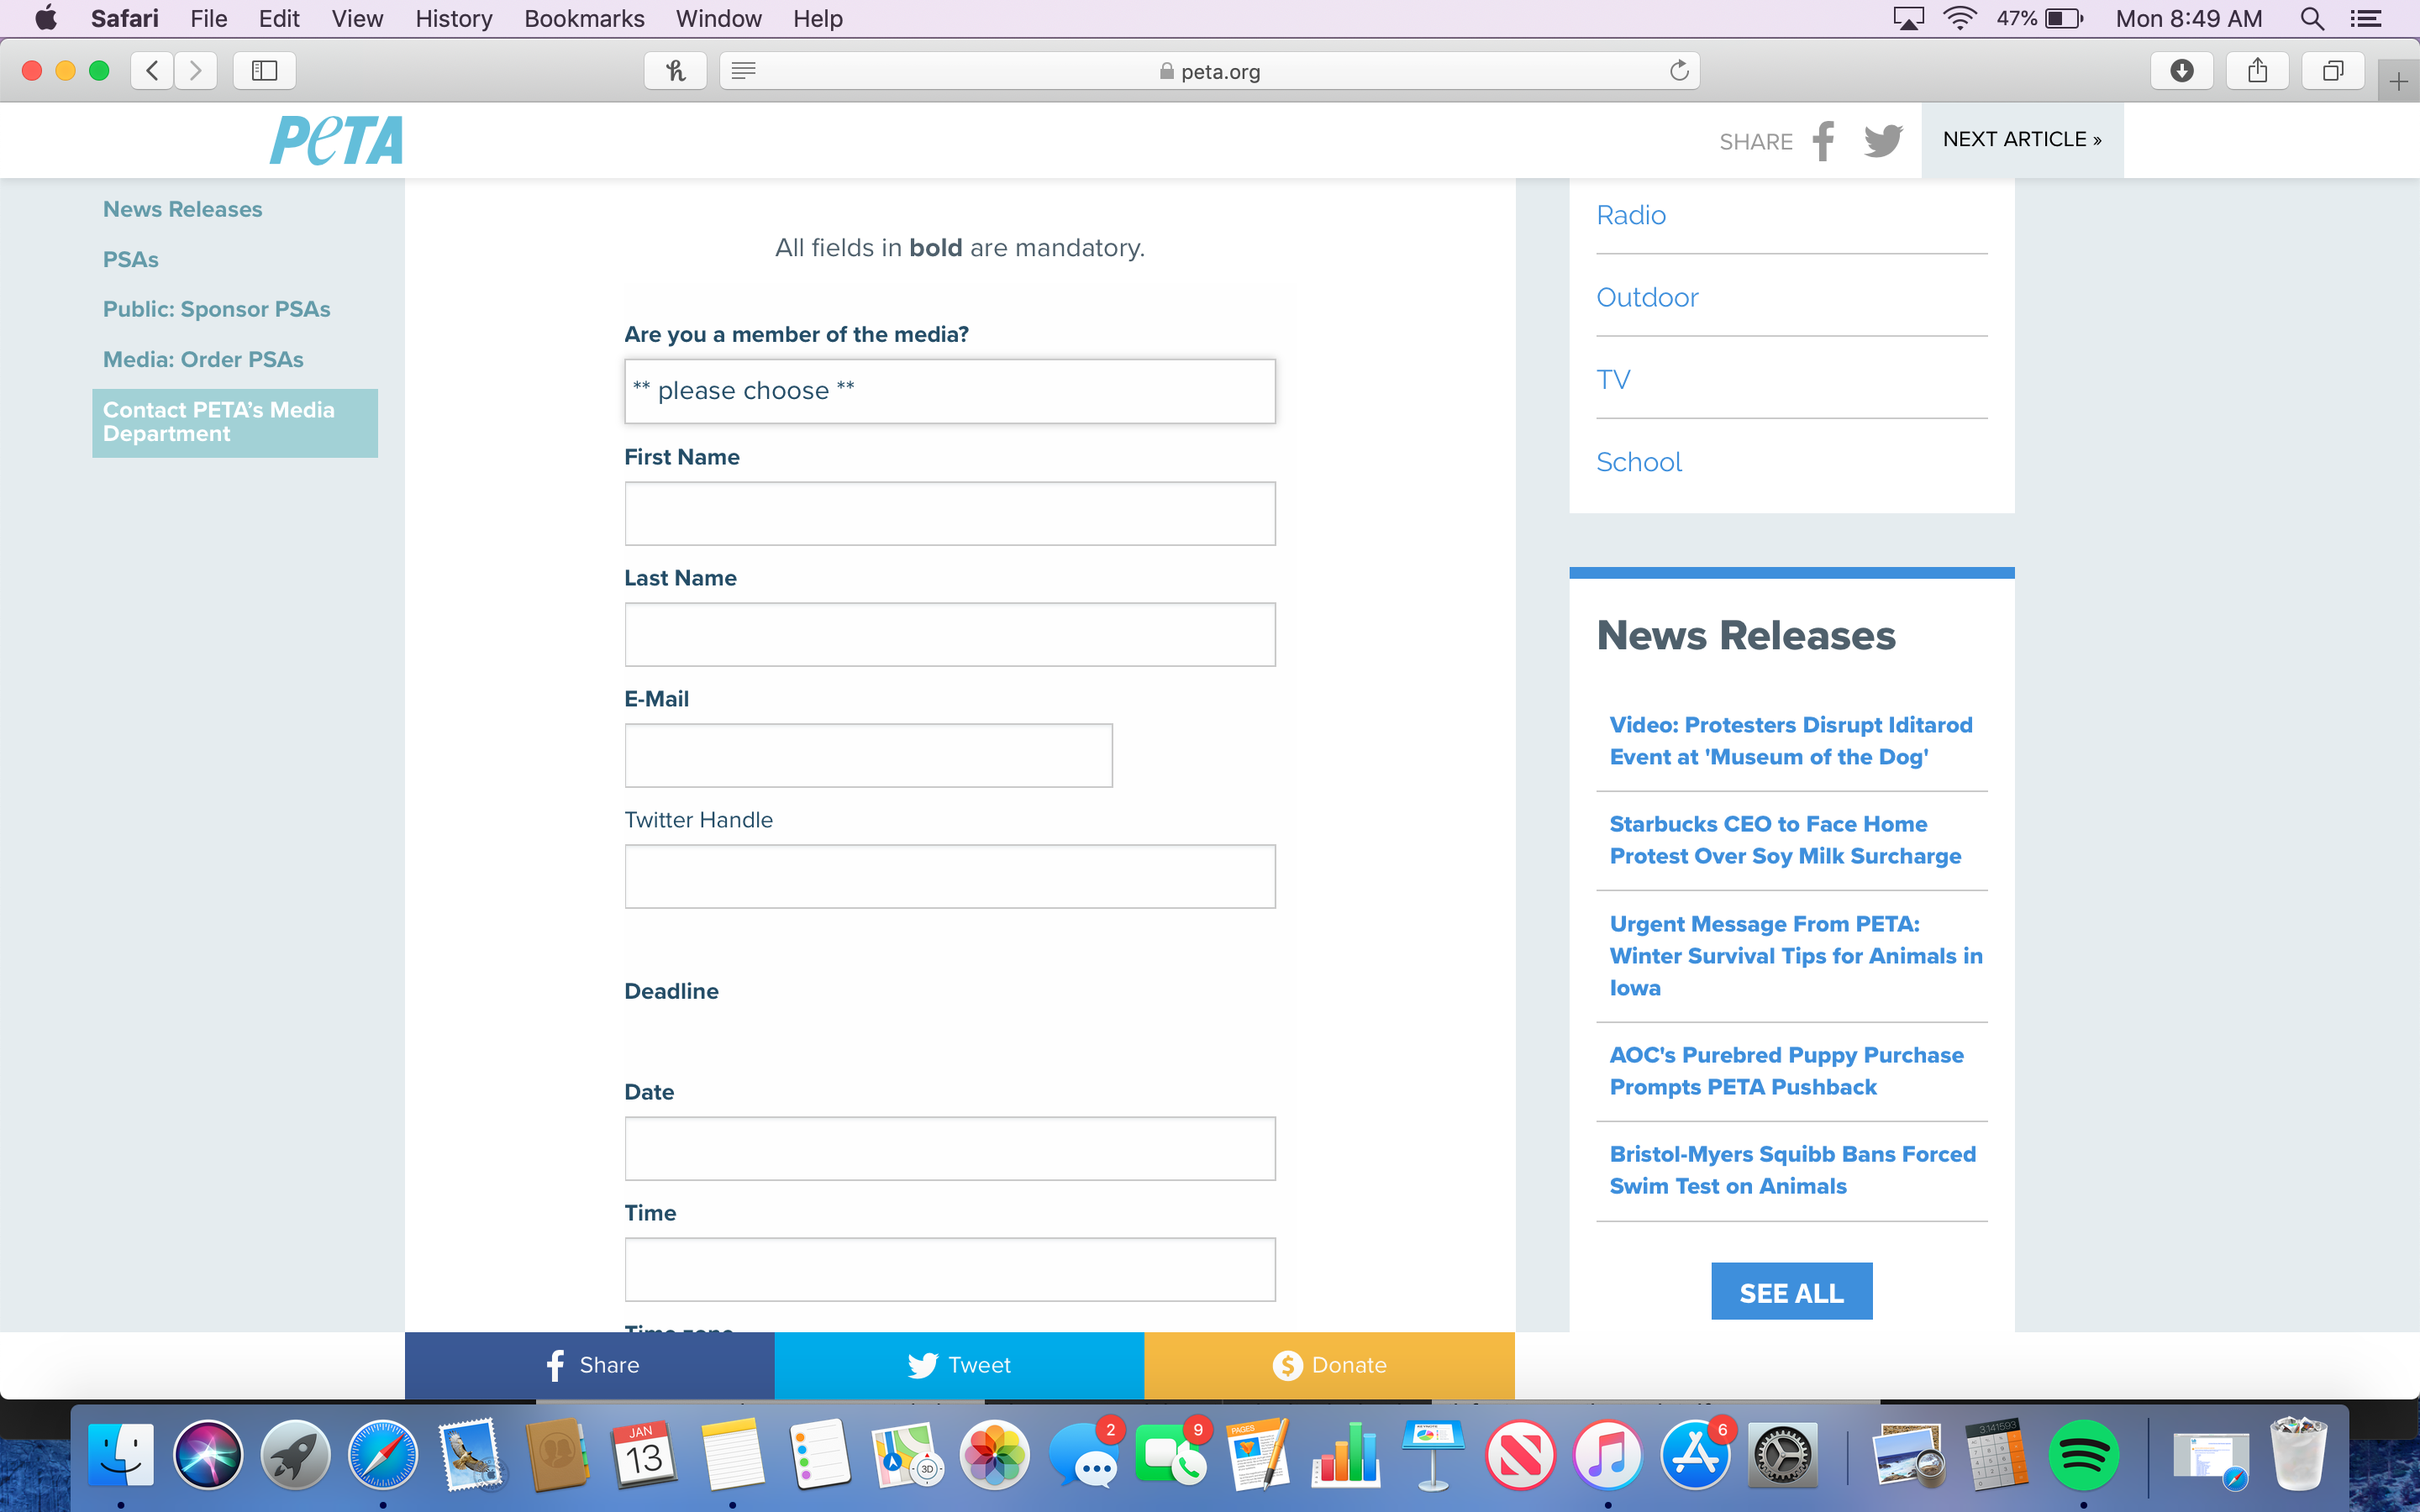 Safari File Edit View History Bookmarks Window Help 47% Mon 8:49 AM
peta.org
PETA SHARE NEXT ARTICLE »
News Releases
PSAs
Public: Sponsor PSAs
Media: Order PSAs
Contact PETA’s Media
Department
All fields in bold are mandatory.
Are you a member of the media?
** please choose **
First Name
Last Name
E-Mail
Twitter Handle
Deadline
Date
Time
Time zone
Radio
Outdoor
TV
School
News Releases
Video: Protesters Disrupt Iditarod
Event at 'Museum of the Dog'
Starbucks CEO to Face Home
Protest Over Soy Milk Surcharge
Urgent Message From PETA:
Winter Survival Tips for Animals in
Iowa
AOC's Purebred Puppy Purchase
Prompts PETA Pushback
Bristol-Myers Squibb Bans Forced
Swim Test on Animals
SEE ALL
Share Tweet Donate
JAN
13
3D
2
9
PAGES
6
3.141593